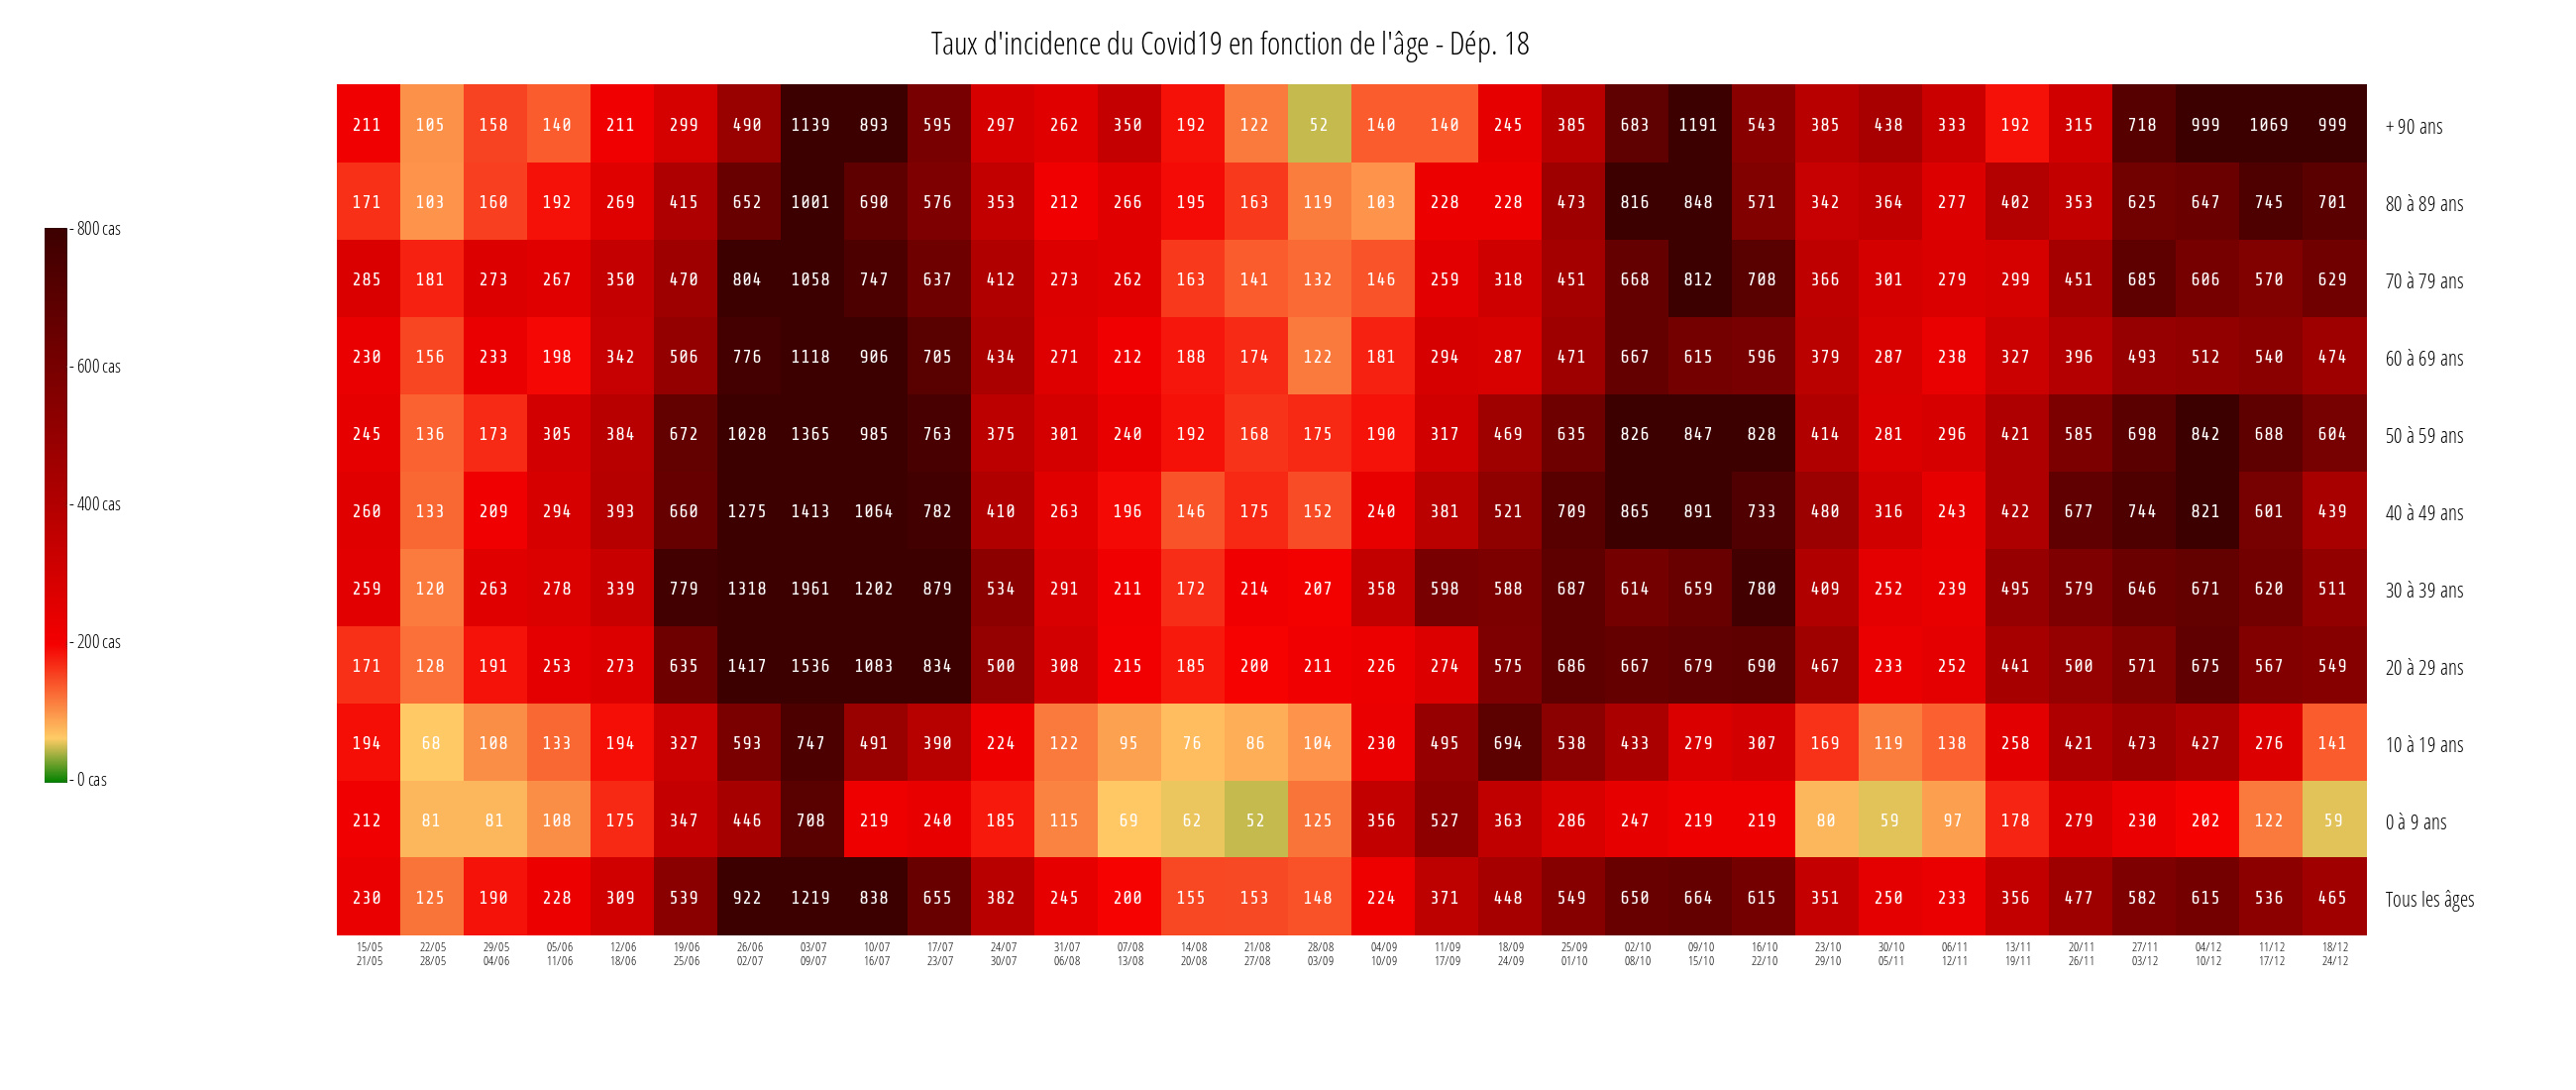 Taux d'incidence du Covid19 en fonction de l'âge - Dép. 18
211 105 158 140 211 299 490 1139 893 595 297 262 350 192 122 52 140 140 245 385 683 1191 543 385 438 333 192 315 718 999 1069 999 + 90 ans
171 103 160 192 269 415 652 1001 690 576 353 212 266 195 163 119 103 228 228 473 816 848 571 342 364 277 402 353 625 647 745 701 80 à 89 ans
- 800 cas
285 181 273 267 350 470 804 1058 747 637 412 273 262 163 141 132 146 259 318 451 668 812 708 366 301 279 299 451 685 606 570 629 70 à 79 ans
230 156 233 198 342 506 776 1118 906 705 434 271 212 188 174 122 181 294 287 471 667 615 596 379 287 238 327 396 493 512 540 474 60 à 69 ans
- 600 cas
245 136 173 305 384 672 1028 1365 985 763 375 301 240 192 168 175 190 317 469 635 826 847 828 414 281 296 421 585 698 842 688 604 50 à 59 ans
- 400 cas
260 133 209 294 393 660 1275 1413 1064 782 410 263 196 146 175 152 240 381 521 709 865 891 733 480 316 243 422 677 744 821 601 439 40 à 49 ans
259 120 263 278 339 779 1318 1961 1202 879 534 291 211 172 214 207 358 598 588 687 614 659 780 409 252 239 495 579 646 671 620 511 30 à 39 ans
- 200 cas
171 128 191 253 273 635 1417 1536 1083 834 500 308 215 185 200 211 226 274 575 686 667 679 690 467 233 252 441 500 571 675 567 549 20 à 29 ans
194 68 108 133 194 327 593 747 491 390 224 122 95 76 86 104 230 495 694 538 433 279 307 169 119 138 258 421 473 427 276 141 10 à 19 ans
- 0 cas
212 81 81 108 175 347 446 708 219 240 185 115 69 62 52 125 356 527 363 286 247 219 219 80 59 97 178 279 230 202 122 59 0 à 9 ans
230 125 190 228 309 539 922 1219 838 655 382 245 200 155 153 148 224 371 448 549 650 664 615 351 250 233 356 477 582 615 536 465 Tous les âges
15/05 22/05 29/05 05/06 12/06 19/06 26/06 03/07 10/07 17/07 24/07 31/07 07/08 14/08 21/08 28/08 04/09 11/09 18/09 25/09 02/10 09/10 16/10 23/10 30/10 06/11 13/11 20/11 27/11 04/12 11/12 18/12
21/05 28/05 04/06 11/06 18/06 25/06 02/07 09/07 16/07 23/07 30/07 06/08 13/08 20/08 27/08 03/09 10/09 17/09 24/09 01/10 08/10 15/10 22/10 29/10 05/11 12/11 19/11 26/11 03/12 10/12 17/12 24/12